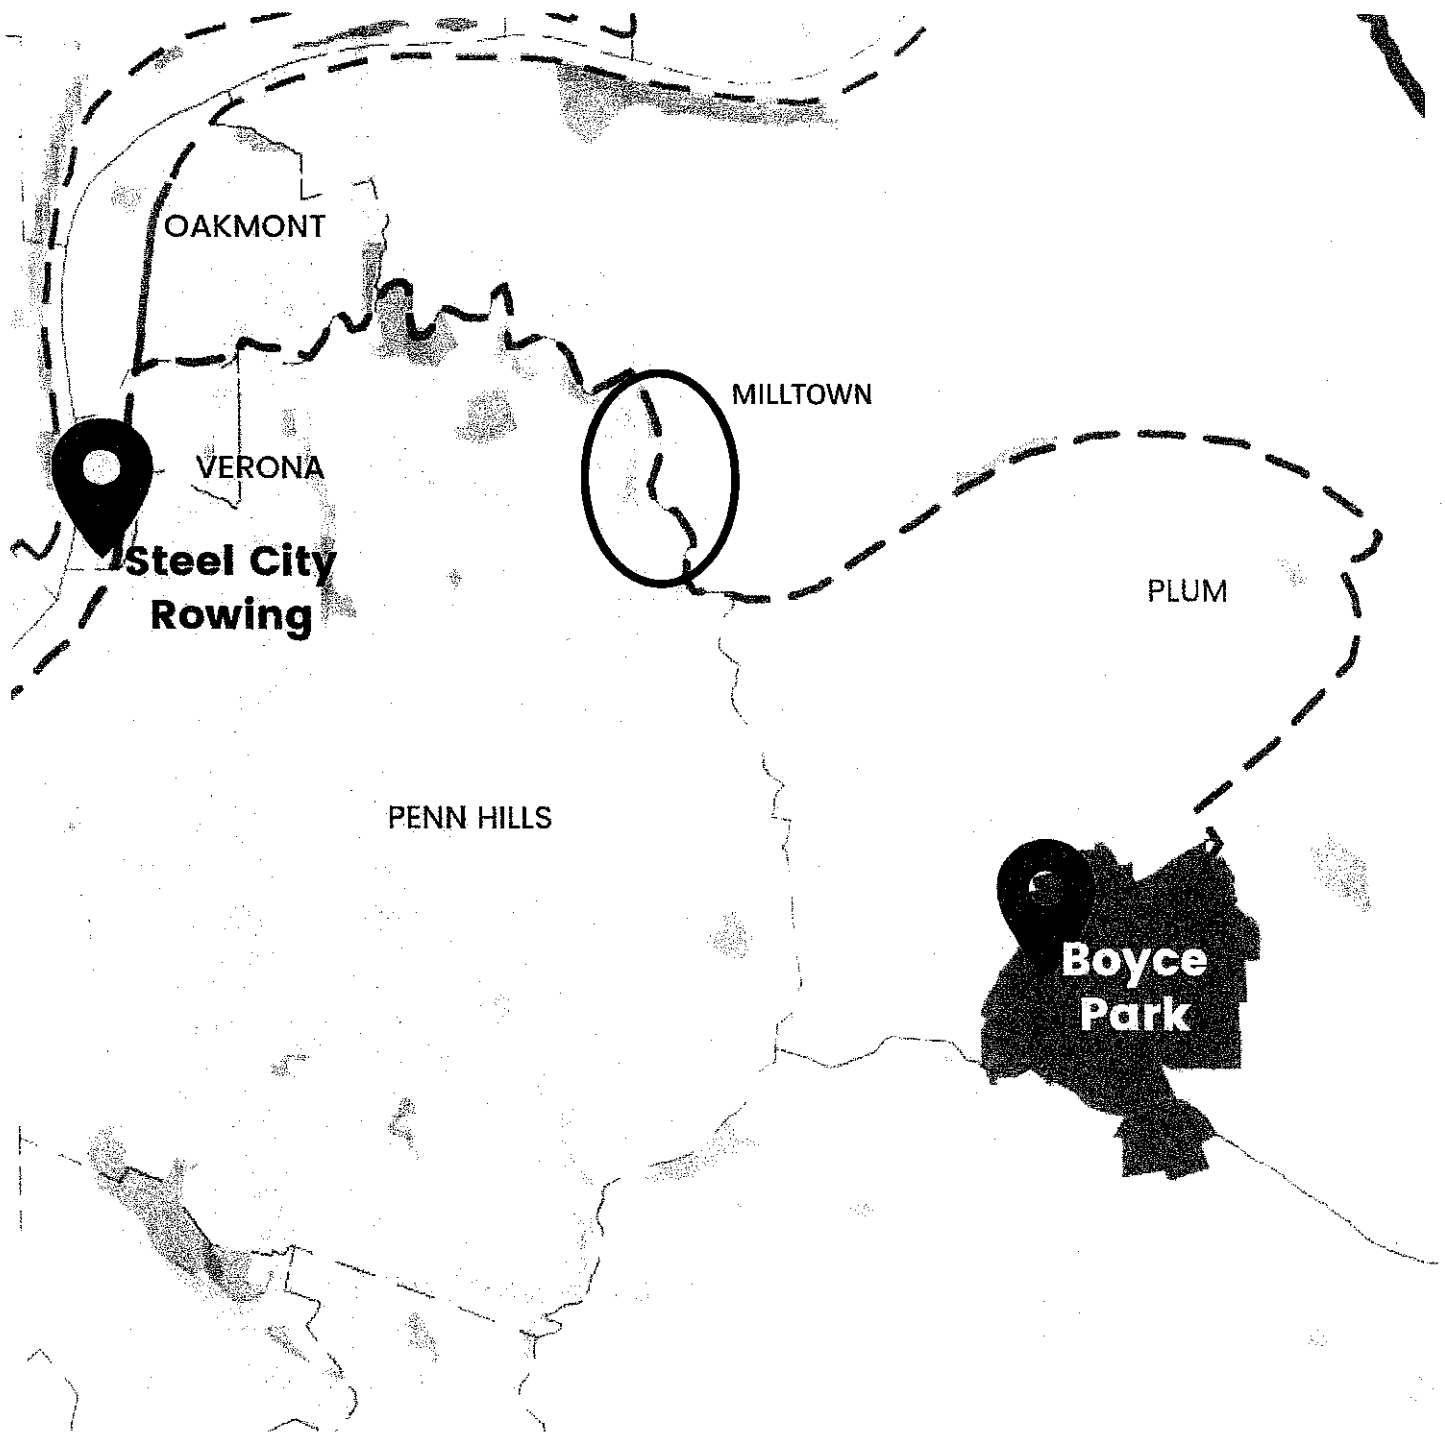 OAKMONT
MILLTOWN
VERONA
Steel City
Rowing
PLUM
PENN HILLS
Boyce
Park